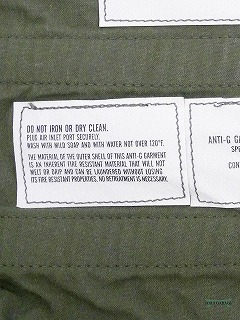 DO NOT IRON OR DRY CLEAN.
PLUG AIR INLET PORT SECURELY.
WASH WITH MILD SOAP AND WITH WATER NOT OVER 120°F.
THE MATERIAL OF THE OUTER SHELL OF THIS ANTI-G GARMENT
IS AN INHERENT FIRE RESISTANT MATERIAL THAT WILL NOT
MELT OR DRIP AND CAN BE LAUNDERED WITHOUT LOSING
ITS FIRE RESISTANT PROPERTIES. NO RETREATMENT IS NECESSARY.
ANTI-G G
SPE
CON